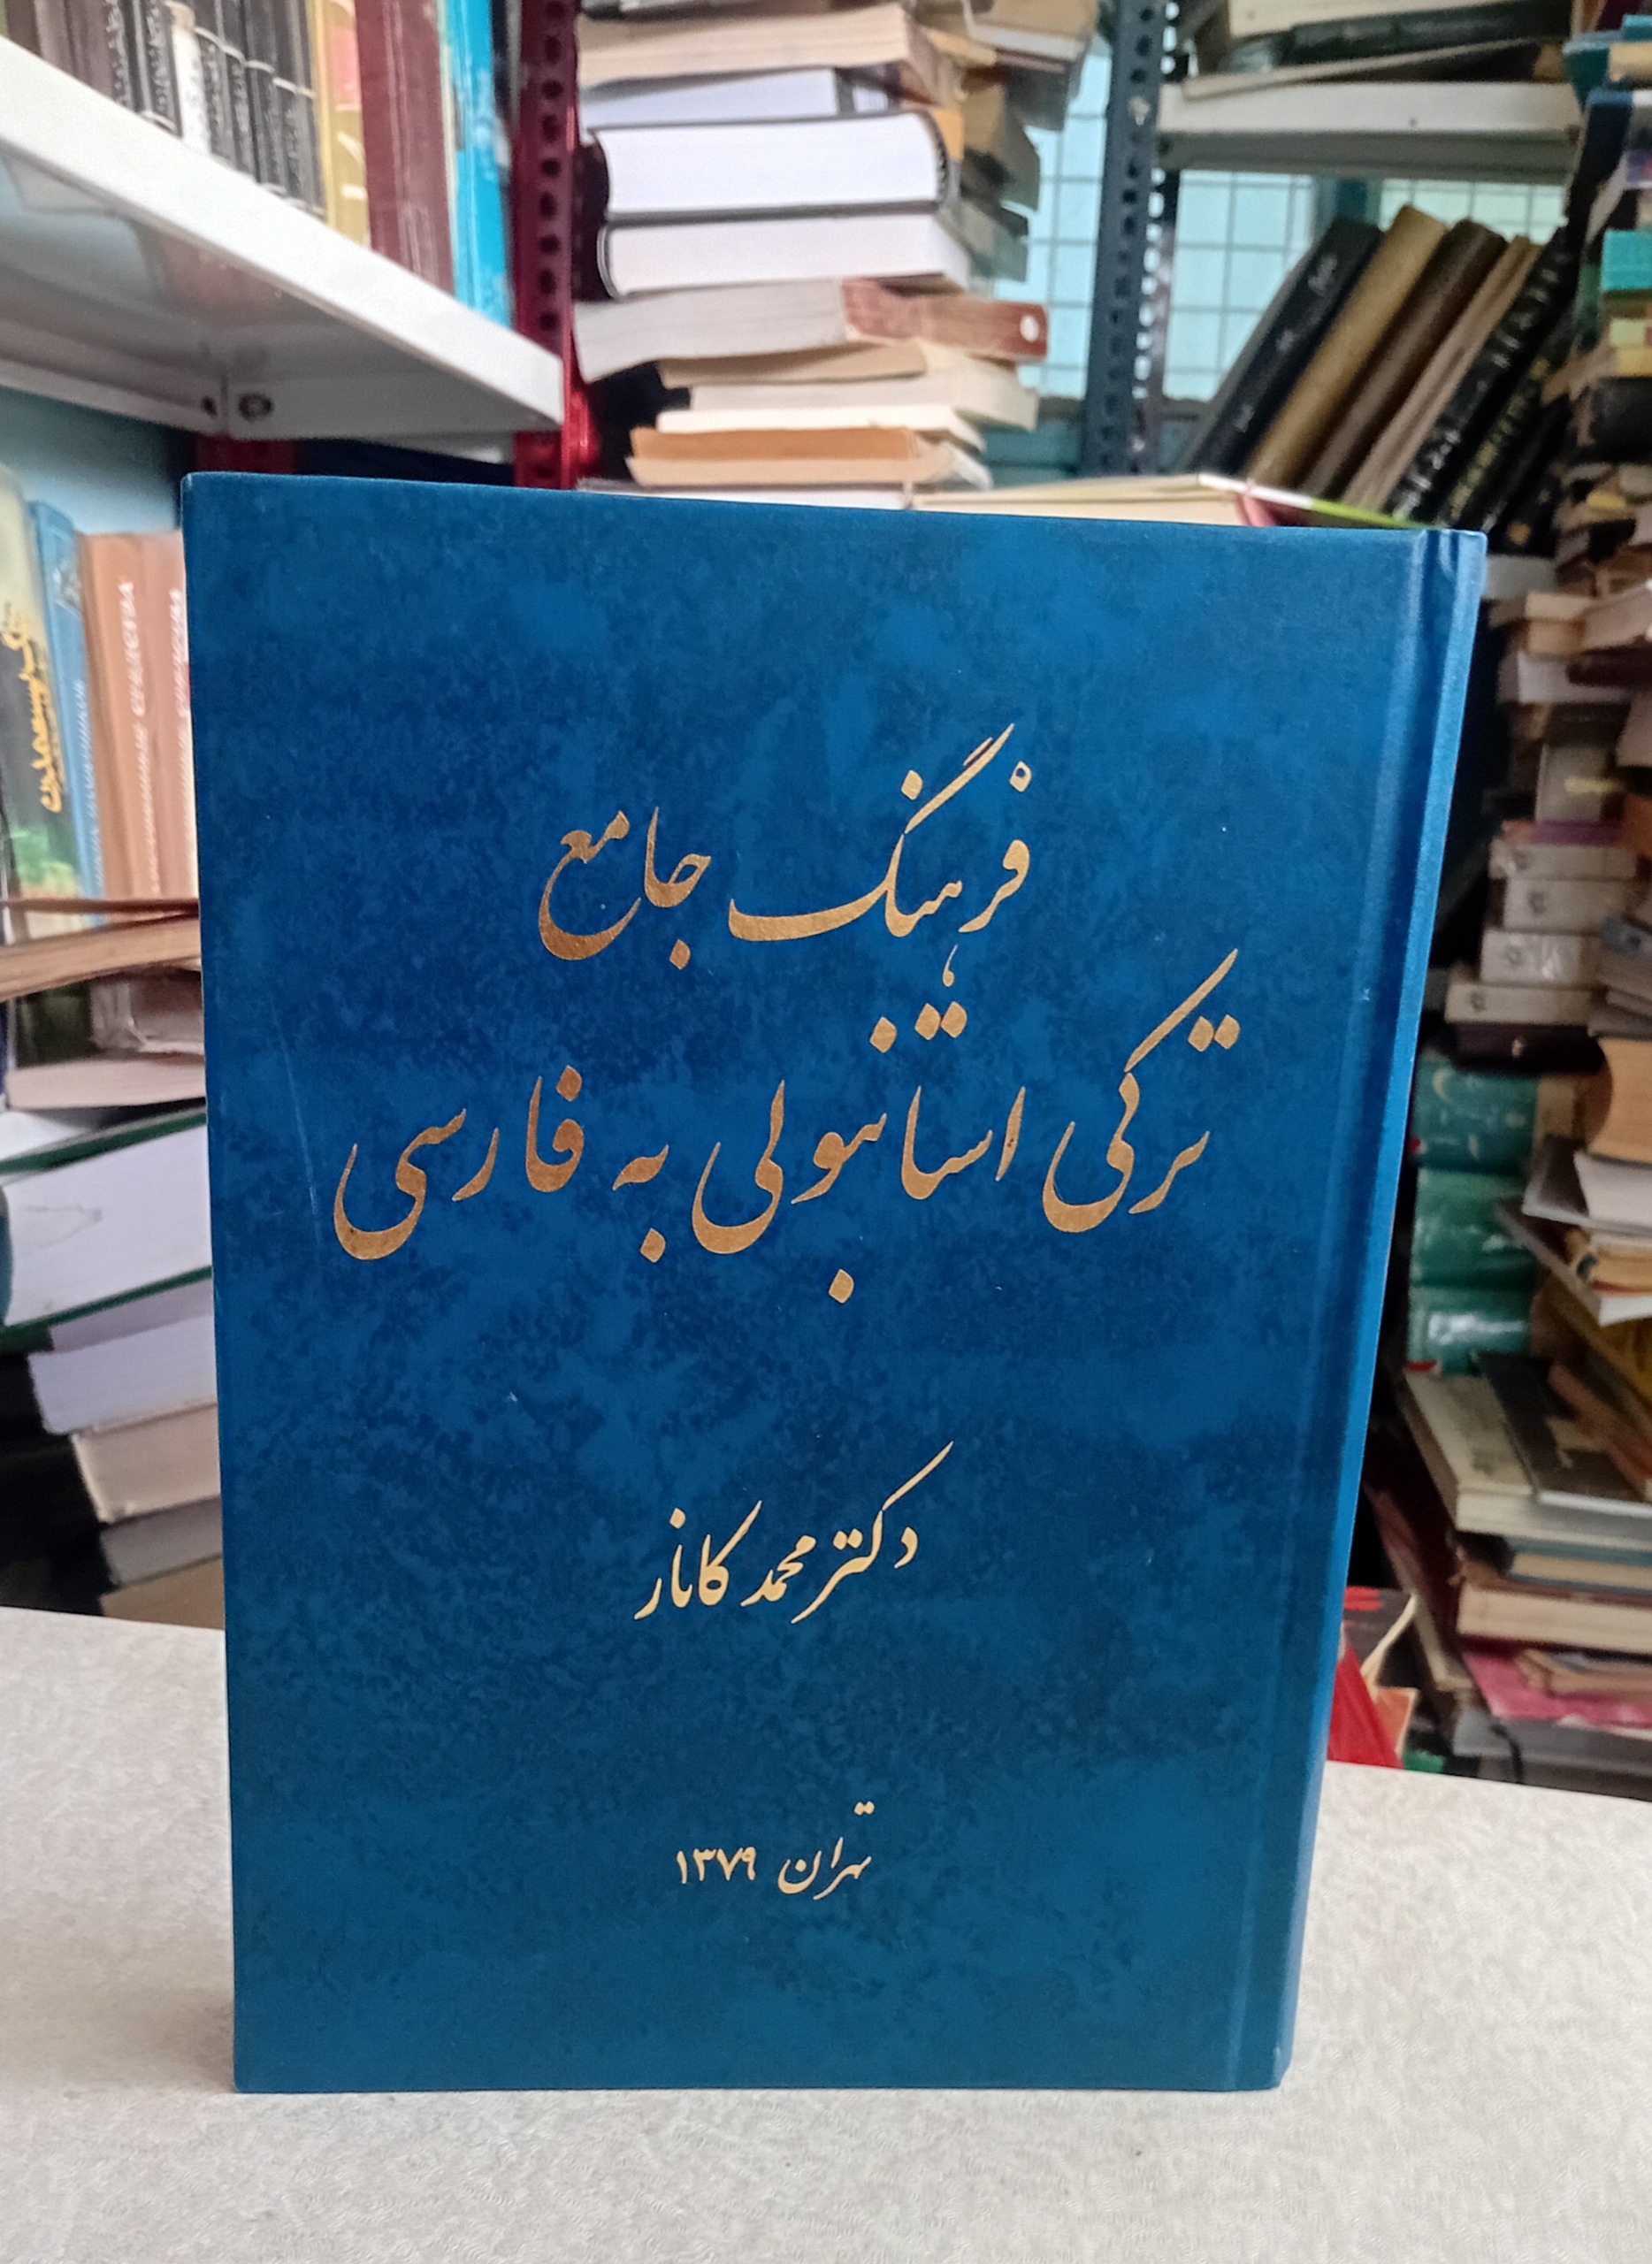 فرهنگ جامع
ترکی استانبولی به فارسی
دکتر محمد کانار
تهران ۱۳۷۹